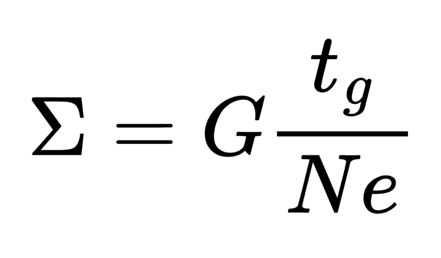 Σ = G t_g / Ne